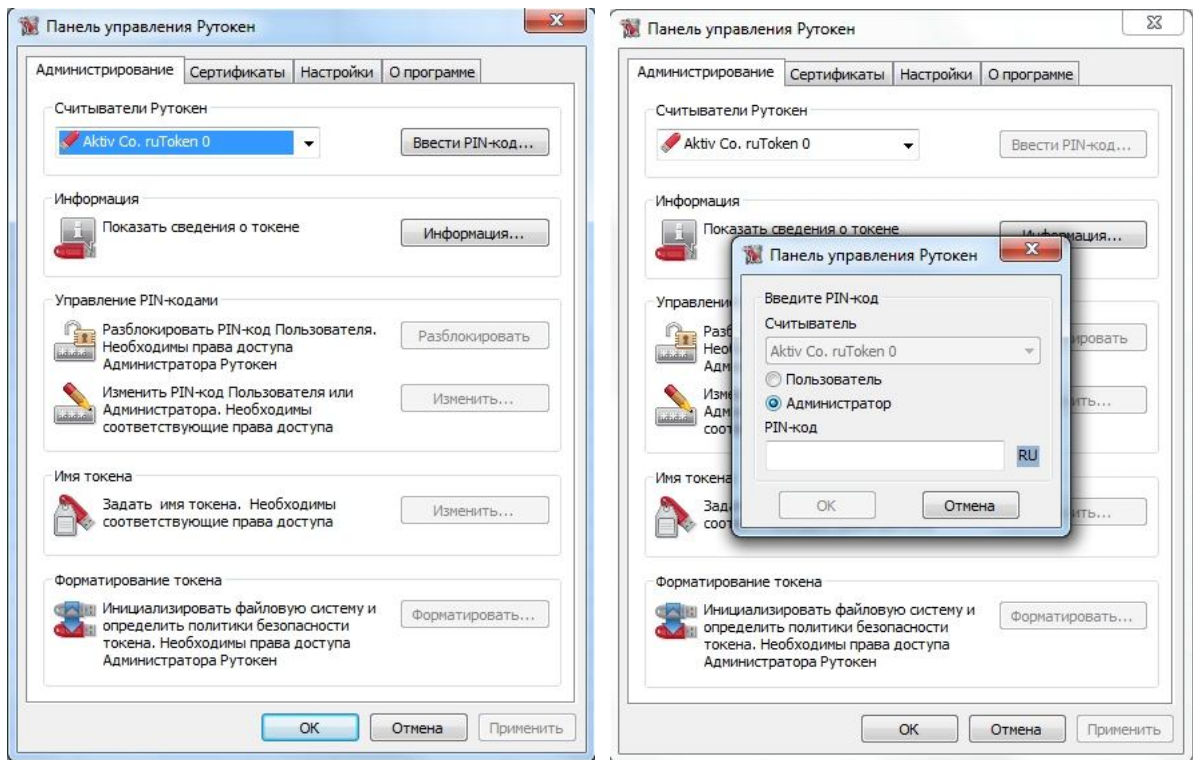 Панель управления Рутокен
Администрирование Сертификаты Настройки О программе
Считыватели Рутокен
Aktiv Co. ruToken 0 Ввести PIN-код...
Информация
Показать сведения о токене Информация...
Управление PIN-кодами
Разблокировать PIN-код Пользователя.
Необходимы права доступа
Администратора Рутокен
Разблокировать
Изменить PIN-код Пользователя или
Администратора. Необходимы
соответствующие права доступа
Изменить...
Имя токена
Задать имя токена. Необходимы
соответствующие права доступа
Изменить...
Форматирование токена
Инициализировать файловую систему и
определить политики безопасности
токена. Необходимы права доступа
Администратора Рутокен
Форматировать...
OK Отмена Применить
Панель управления Рутокен
Администрирование Сертификаты Настройки О программе
Считыватели Рутокен
Aktiv Co. ruToken 0 Ввести PIN-код...
Информация
Показать сведения о токене
Панель управления Рутокен
Введите PIN-код
Считыватель
Aktiv Co. ruToken 0
Пользователь
Администратор
PIN-код
RU
OK Отмена
Имя токена
Форматирование токена
Инициализировать файловую систему и
определить политики безопасности
токена. Необходимы права доступа
Администратора Рутокен
Форматировать...
OK Отмена Применить